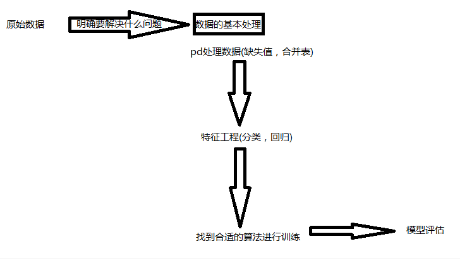 原始数据
明确要解决什么问题
数据的基本处理
pd处理数据(缺失值，合并表)
特征工程(分类，回归)
找到合适的算法进行训练
模型评估